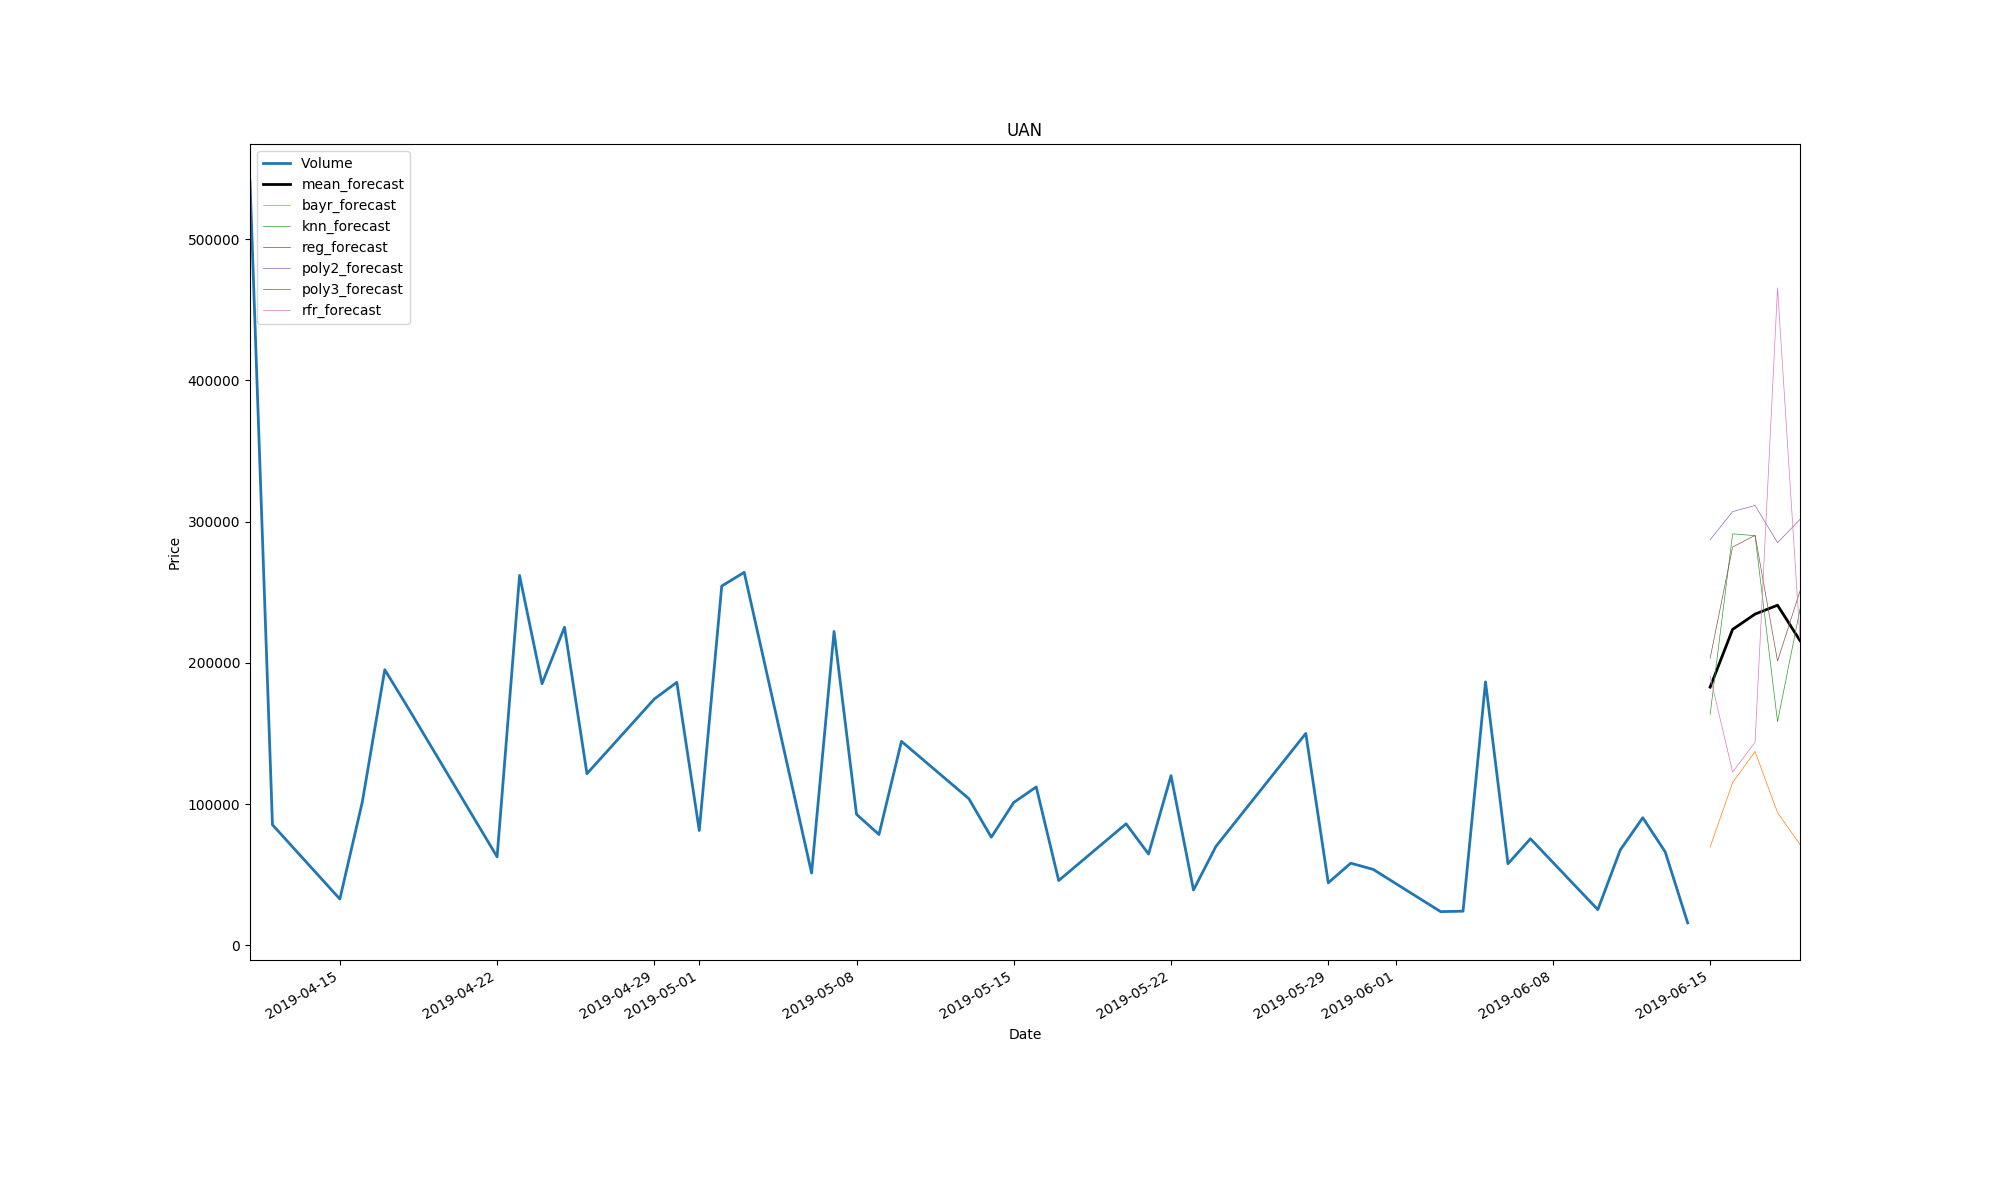 UAN
Volume
mean_forecast
bayr_forecast
knn_forecast
reg_forecast
poly2_forecast
poly3_forecast
rfr_forecast
500000
400000
300000
200000
100000
0
Price
2019-04-15
2019-04-22
2019-04-29
2019-05-01
2019-05-08
2019-05-15
2019-05-22
2019-05-29
2019-06-01
2019-06-08
2019-06-15
Date